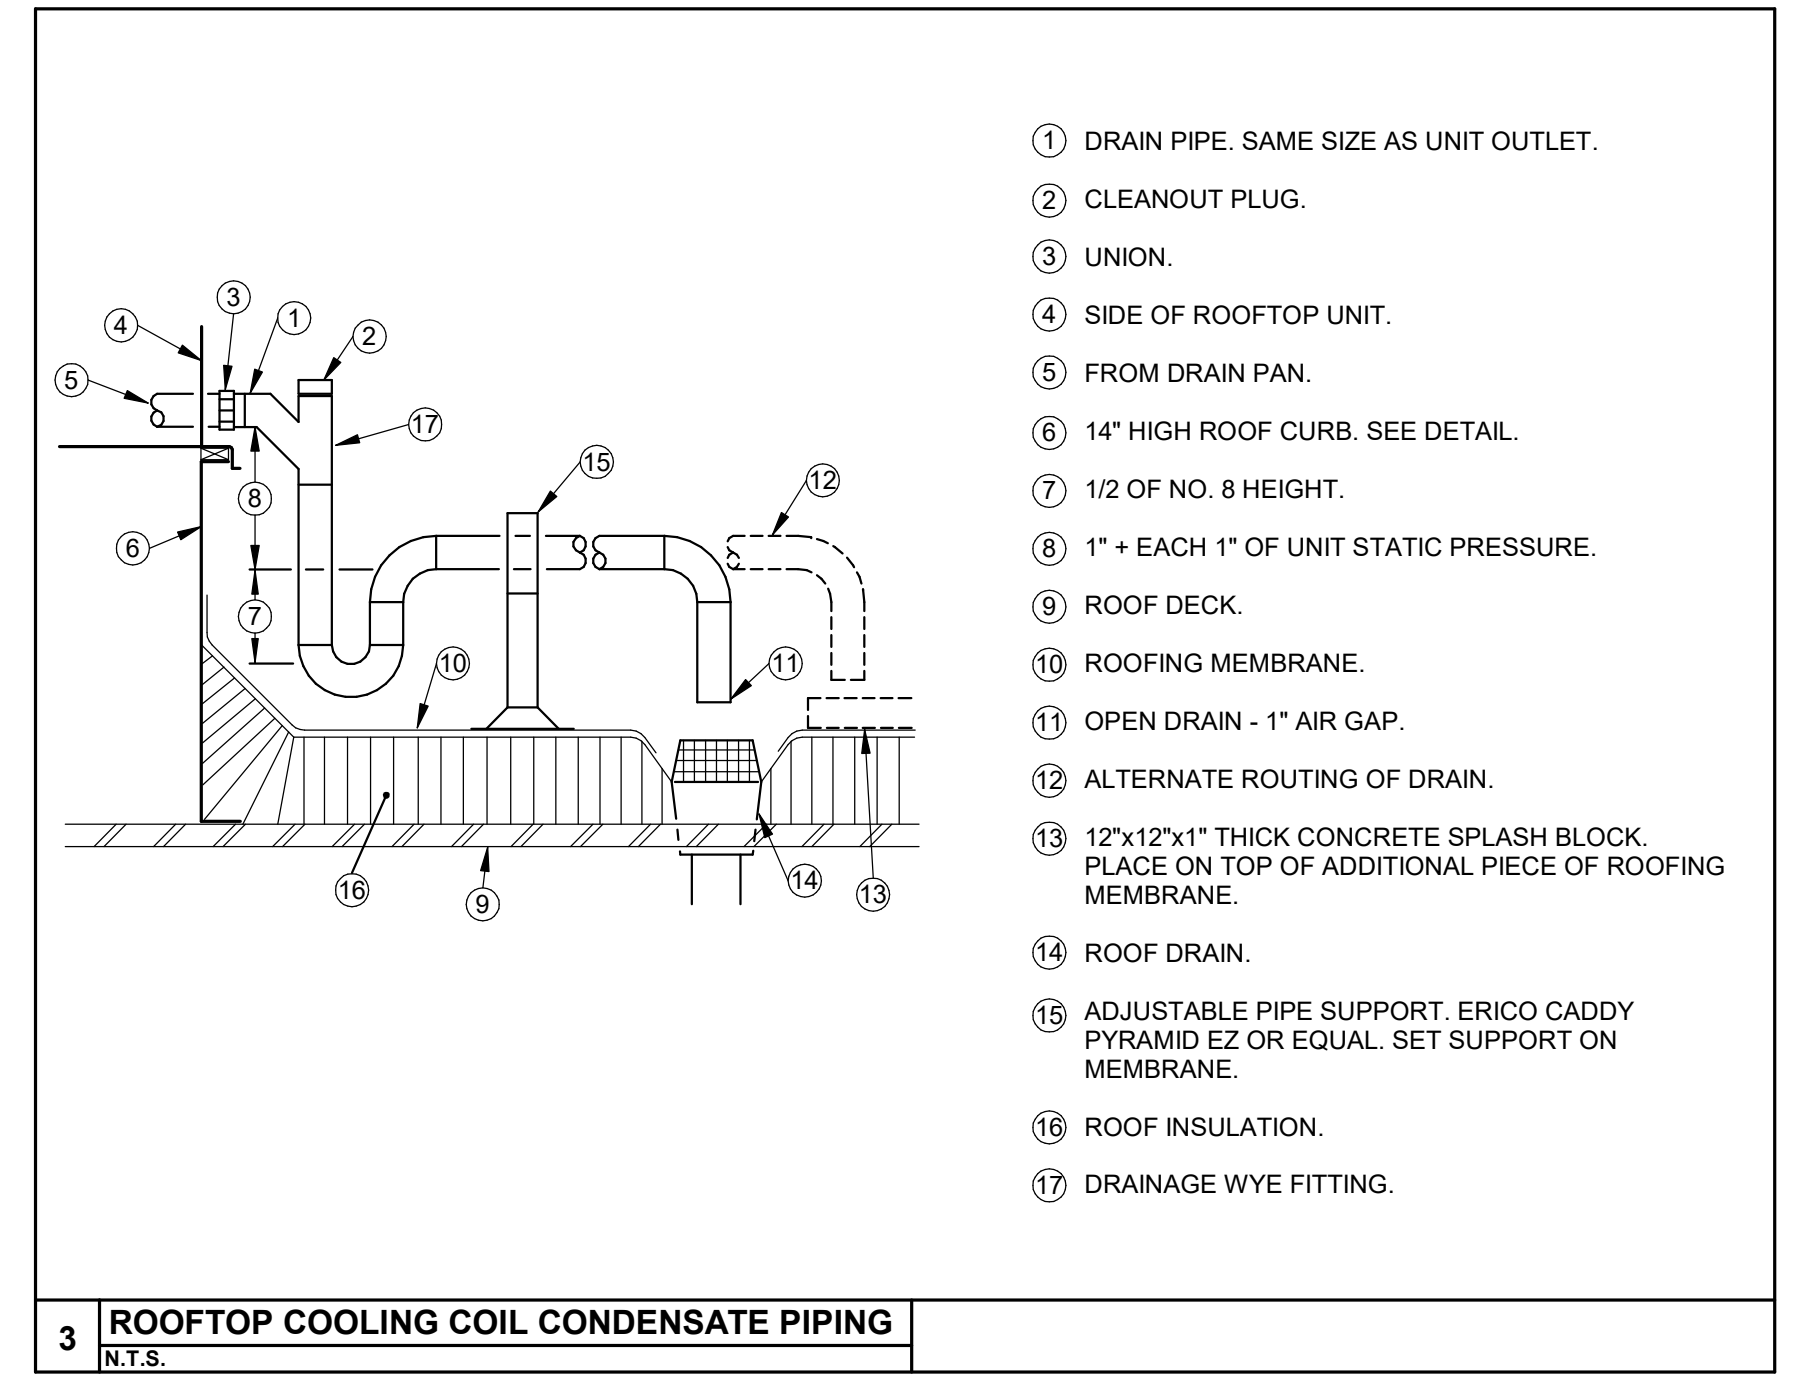 3
1
2
4
5
17
15
12
8
6
7
10
11
16
9
14
13
1 DRAIN PIPE. SAME SIZE AS UNIT OUTLET.
2 CLEANOUT PLUG.
3 UNION.
4 SIDE OF ROOFTOP UNIT.
5 FROM DRAIN PAN.
6 14" HIGH ROOF CURB. SEE DETAIL.
7 1/2 OF NO. 8 HEIGHT.
8 1" + EACH 1" OF UNIT STATIC PRESSURE.
9 ROOF DECK.
10 ROOFING MEMBRANE.
11 OPEN DRAIN - 1" AIR GAP.
12 ALTERNATE ROUTING OF DRAIN.
13 12"x12"x1" THICK CONCRETE SPLASH BLOCK.
PLACE ON TOP OF ADDITIONAL PIECE OF ROOFING
MEMBRANE.
14 ROOF DRAIN.
15 ADJUSTABLE PIPE SUPPORT. ERICO CADDY
PYRAMID EZ OR EQUAL. SET SUPPORT ON
MEMBRANE.
16 ROOF INSULATION.
17 DRAINAGE WYE FITTING.
3 ROOFTOP COOLING COIL CONDENSATE PIPING
N.T.S.